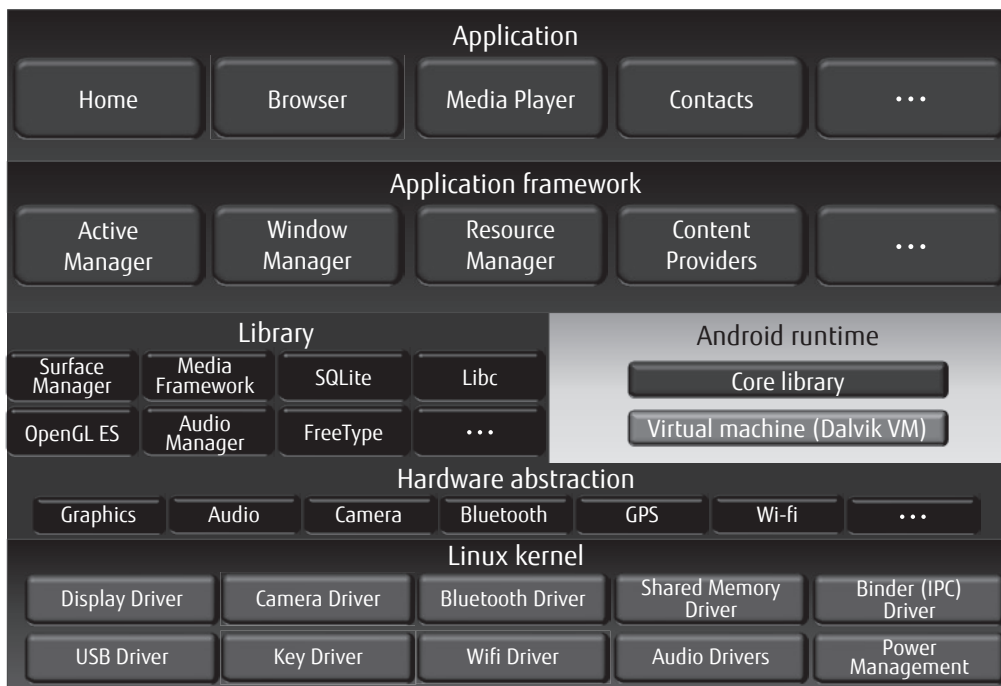 Application
Home
Browser
Media Player
Contacts
...
Application framework
Active
Manager
Window
Manager
Resource
Manager
Content
Providers
...
Library
Surface
Manager
Media
Framework
SQLite
Libc
OpenGL ES
Audio
Manager
FreeType
...
Android runtime
Core library
Virtual machine (Dalvik VM)
Hardware abstraction
Graphics
Audio
Camera
Bluetooth
GPS
Wi-fi
...
Linux kernel
Display Driver
Camera Driver
Bluetooth Driver
Shared Memory
Driver
Binder (IPC)
Driver
USB Driver
Key Driver
Wifi Driver
Audio Drivers
Power
Management